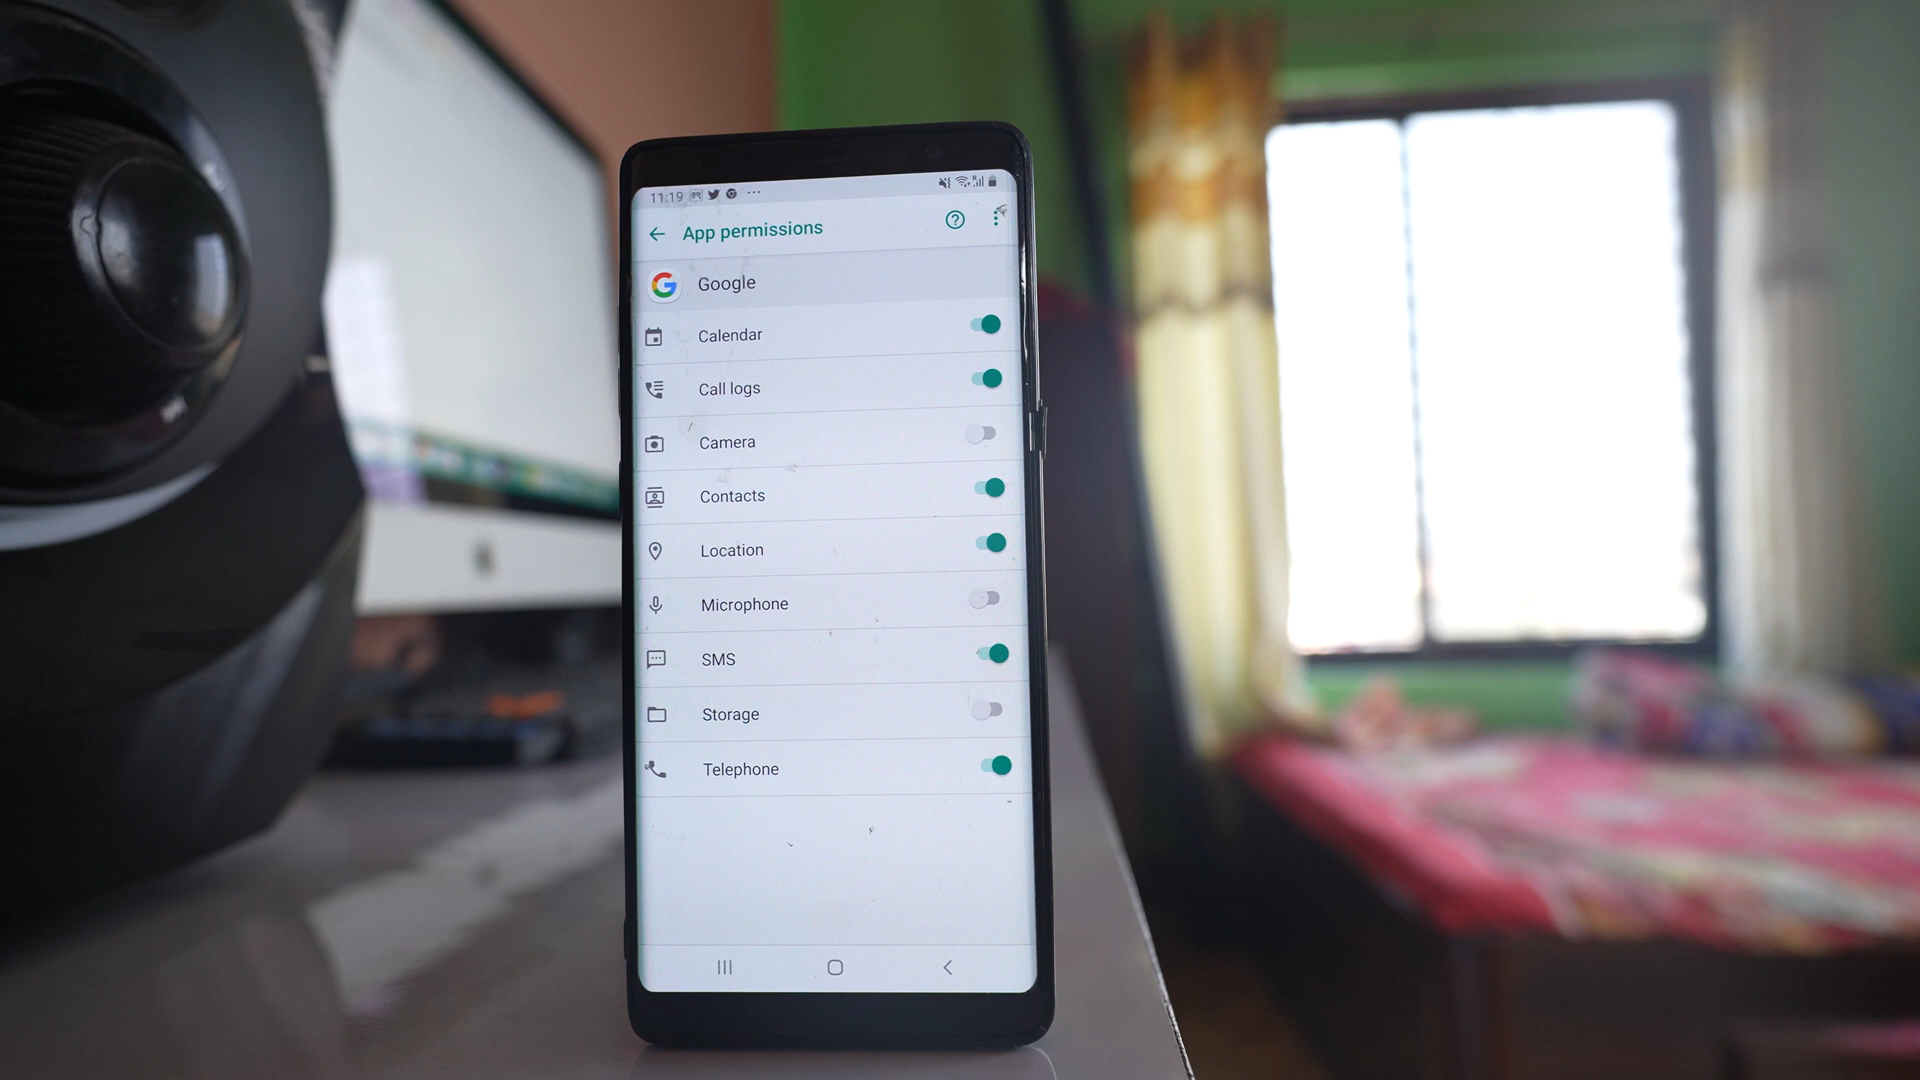 11:19
App permissions
Google
Calendar
Call logs
Camera
Contacts
Location
Microphone
SMS
Storage
Telephone